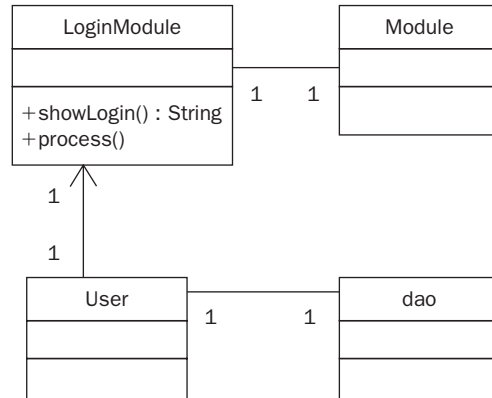 LoginModule
Module
1 1
+showLogin() : String
+process()
1
1
User
dao
1 1